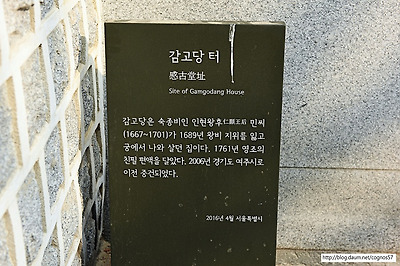 감고당 터
感古堂址
Site of Gamgodang House
감고당은 숙종비인 인현왕후仁顯王后 민씨
(1667~1701)가 1689년 왕비 지위를 잃고
궁에서 나와 살던 집이다. 1761년 영조의
친필 편액을 달았다. 2006년 경기도 여주시로
이전 중건되었다.
2016년 4월 서울특별시
http://blog.daum.net/cognos57